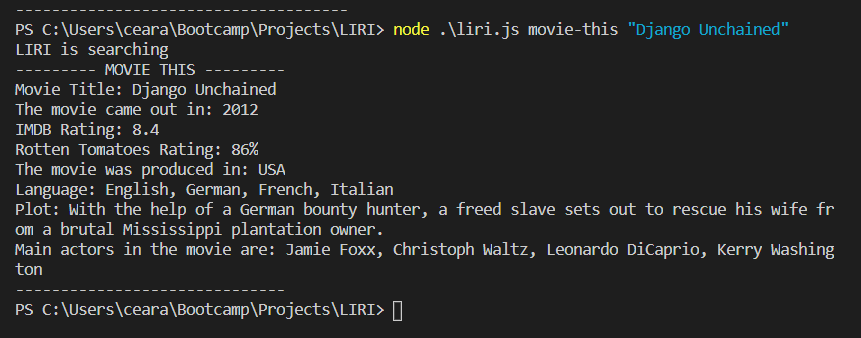 -------------------------------------
PS C:\Users\ceara\Bootcamp\Projects\LIRI> node .\liri.js movie-this "Django Unchained"
LIRI is searching
--------- MOVIE THIS ---------
Movie Title: Django Unchained
The movie came out in: 2012
IMDB Rating: 8.4
Rotten Tomatoes Rating: 86%
The movie was produced in: USA
Language: English, German, French, Italian
Plot: With the help of a German bounty hunter, a freed slave sets out to rescue his wife fr
om a brutal Mississippi plantation owner.
Main actors in the movie are: Jamie Foxx, Christoph Waltz, Leonardo DiCaprio, Kerry Washing
ton
------------------------------
PS C:\Users\ceara\Bootcamp\Projects\LIRI>